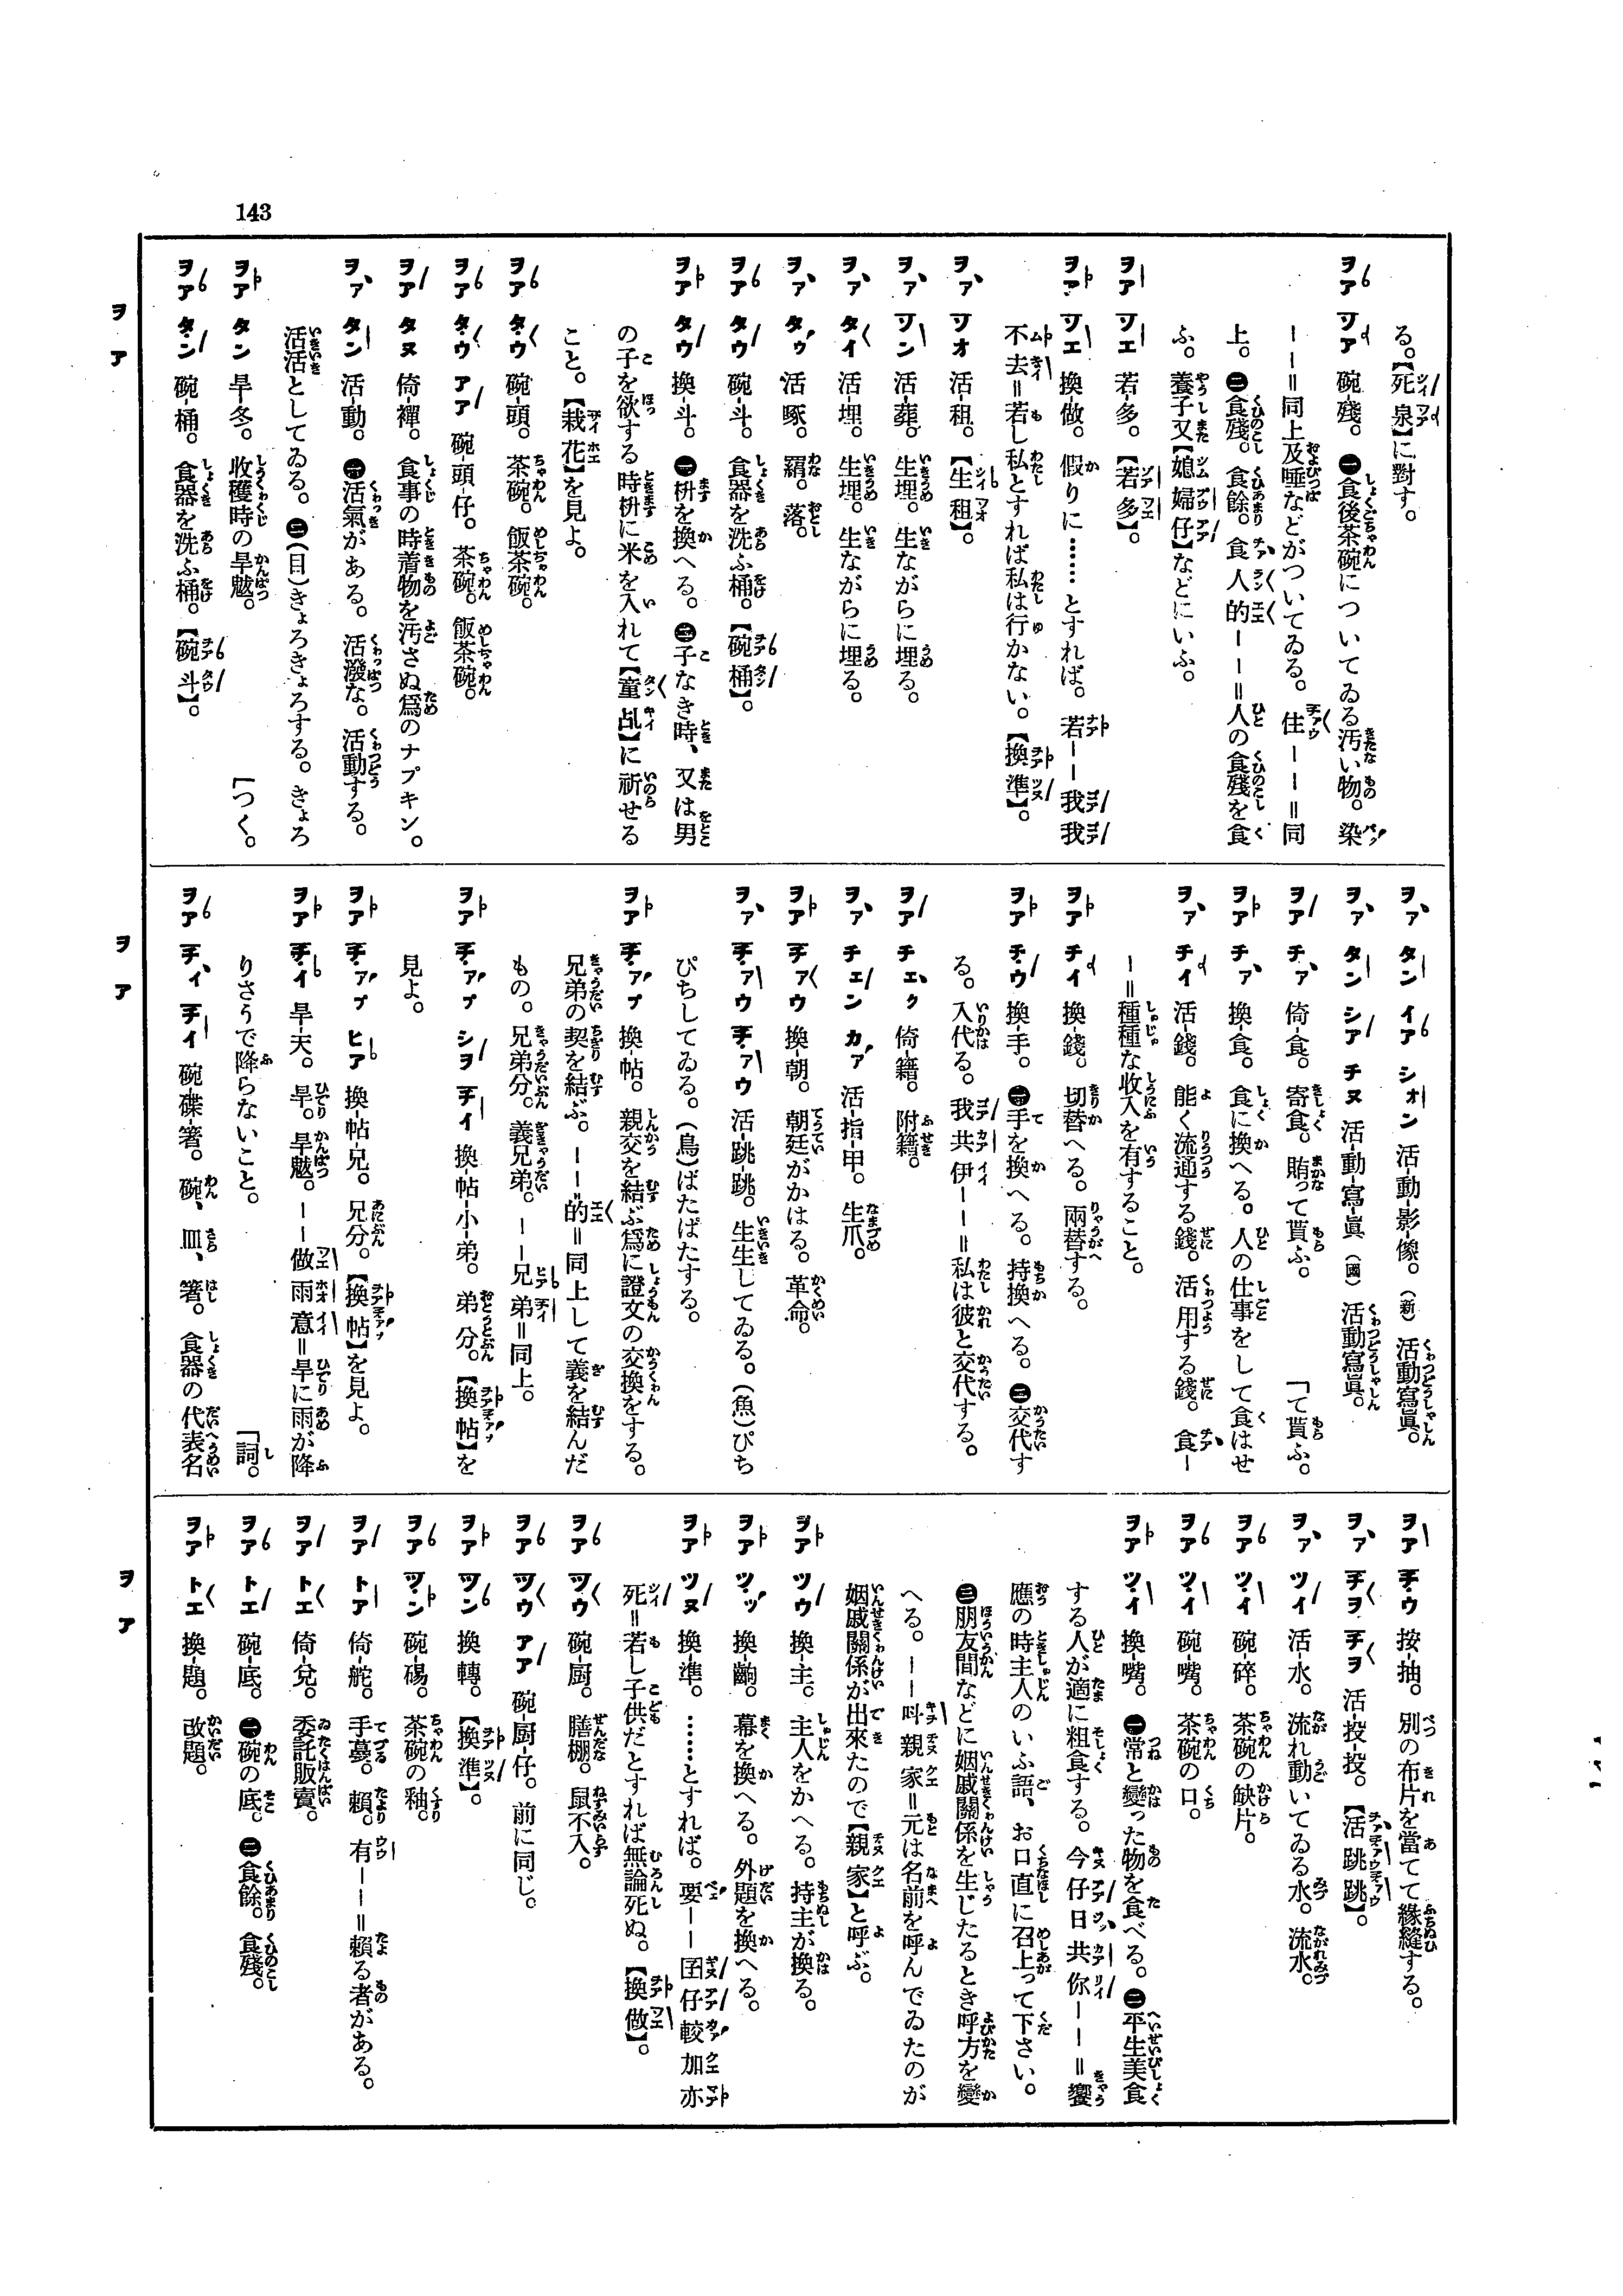 143
る。【死泉】に對す。
ヲア ソア 碗-殘。 ㊀食後茶碗についてゐる汚い物。染
ーー＝同上及唾などがついてゐる。住ーー＝同
上。㊁食殘。食餘。食人的ーー＝人の食殘を食
ふ。養子又【媳婦仔】などにいふ。
ヲア ソエ 若-多。【若多】。
ヲア ソエ 換-做。假りに……とすれば。若ーー我我
不去＝若し私とすれば私は行かない。【換準】。
ヲァ ソオ 活-租。【生租】。
ヲァ ソン 活-葬。生埋。生ながらに埋る。
ヲァ タイ 活-埋。生埋。生ながらに埋る。
ヲァ タゥ 活-啄。羂。落。
ヲア タウ 碗-斗。食器を洗ふ桶。【碗桶】。
ヲア タウ 換-斗。㊀枡を換へる。㊁子なき時、又は男
の子を欲する時枡に米を入れて【童乩】に祈せる
こと。【栽花】を見よ。
ヲア タウ 碗-頭。茶碗。飯茶碗。
ヲア タウ アア 碗-頭-仔。茶碗。飯茶碗。
ヲア タヌ 倚-襌。食事の時着物を汚さぬ爲のナプキン。
ヲァ タン 活-動。㊀活氣がある。活潑な。活動する。
活活としてゐる。㊁(目)きょろきょろする。きょろ
ヲア タン 旱-冬。收穫時の旱魃。 「つく。
ヲア タン 碗-桶。食器を洗ふ桶。【碗斗】。
ヲァ タン イア シォン 活-動-影-像。(新) 活動寫眞。
ヲァ タン シア チヌ 活-動-寫-眞 (國) 活動寫眞。
ヲア チァ 倚-食。寄食。賄って貰ふ。 「て貰ふ。
ヲア チァ 換-食。食に換へる。人の仕事をして食はせ
ヲァ チイ 活-錢。能く流通する錢。活用する錢。食ー
ー＝種種な收入を有すること。
ヲア チイ 換-錢。切替へる。兩替する。
ヲア チウ 換-手。㊀手を換へる。持換へる。㊁交代す
る。入代る。我共伊ーー＝私は彼と交代する。
ヲア チェク 倚-籍。附籍。
ヲァ チェン カァ 活-指-甲。生爪。
ヲア チァウ 換-朝。朝廷がかはる。革命。
ヲァ チァウ チァウ 活-跳-跳。生生してゐる。(魚)ぴち
ぴちしてゐる。(鳥)ばたばたする。
ヲア チァプ 換-帖。親交を結ぶ爲に證文の交換をする。
兄弟の契を結ぶ。ーー的＝同上して義を結んだ
もの。兄弟分。義兄弟。ーー兄弟＝同上。
ヲア チァプ シヲ チイ 換-帖-小-弟。弟分。【換帖】を
見よ。
ヲア チァプ ヒア 換-帖-兄。兄分。【換帖】を見よ。
ヲア チイ 旱-天。旱。旱魃。ーー做雨意＝旱に雨が降
りさうで降らないこと。 「詞。
ヲア チィ チイ 碗-碟-箸。碗、皿、箸。食器の代表名
ヲア チウ 按-抽。別の布片を當てて緣縫する。
ヲァ チヲ チヲ 活-投-投。【活跳跳】。
ヲァ ツイ 活-水。流れ動いてゐる水。流水。
ヲア ツイ 碗-碎。茶碗の缺片。
ヲア ツイ 碗-嘴。茶碗の口。
ヲア ツイ 換-嘴。㊀常と變った物を食べる。㊁平生美食
する人が適に粗食する。今仔日共你ーー＝饗
應の時主人のいふ語、お口直に召上って下さい。
㊂朋友間などに姻戚關係を生じたるとき呼方を變
へる。ーー呌親家＝元は名前を呼んでゐたのが
姻戚關係が出來たので【親家】と呼ぶ。
ヲア ツウ 換-主。主人をかへる。持主が換る。
ヲア ツッ 換-齣。幕を換へる。外題を換へる。
ヲア ツヌ 換-準。……とすれば。要ーー囝仔較加亦
死＝若し子供だとすれば無論死ぬ。【換做】。
ヲア ツウ 碗-厨。膳棚。鼠不入。
ヲア ツウ アア 碗-厨-仔。前に同じ。
ヲア ツン 換-轉。【換準】。
ヲア ツン 碗-碭。茶碗の釉。
ヲア トア 倚-舵。手蔓。賴。有ーー＝賴る者がある。
ヲア トエ 倚-兌。委託販賣。
ヲア トエ 碗-底。㊀碗の底。㊁食餘。食殘。
ヲア トエ 換-題。改題。
ヲア
ヲア
ヲア